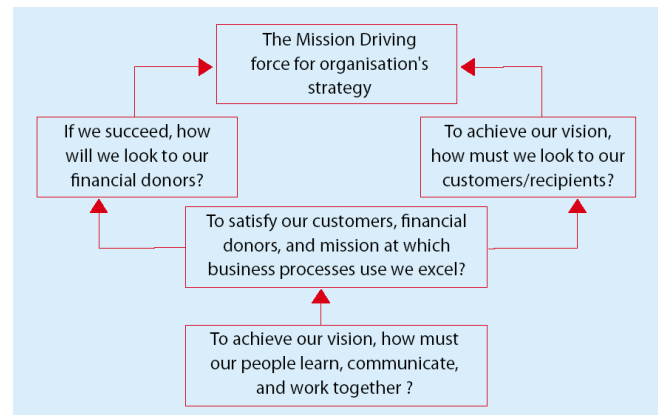 The Mission Driving
force for organisation's
strategy
If we succeed, how
will we look to our
financial donors?
To achieve our vision,
how must we look to our
customers/recipients?
To satisfy our customers, financial
donors, and mission at which
business processes use we excel?
To achieve our vision, how must
our people learn, communicate,
and work together ?